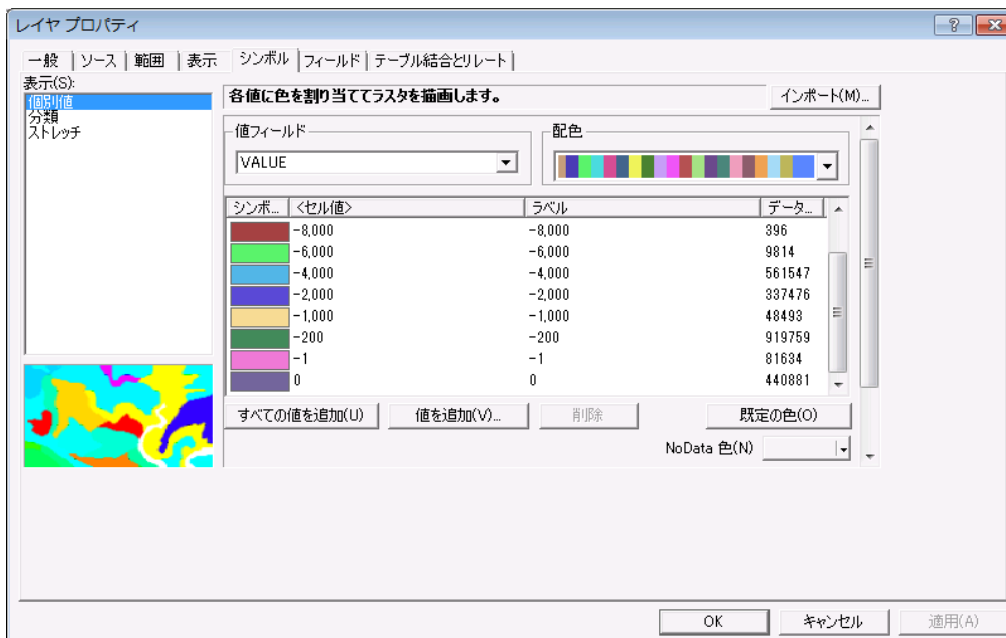 レイヤ プロパティ
一般 ソース 範囲 表示 シンボル フィールド テーブル結合とリレート
表示(S):
個別値
分類
ストレッチ
各値に色を割り当ててラスタを描画します。
インポート(M)...
値フィールド
VALUE
配色
シンボ... <セル値> ラベル データ...
-8,000 -8,000 396
-6,000 -6,000 9814
-4,000 -4,000 561547
-2,000 -2,000 337476
-1,000 -1,000 48493
-200 -200 919759
-1 -1 81634
0 0 440881
すべての値を追加(U) 値を追加(V)... 削除 既定の色(O)
NoData 色(N)
OK キャンセル 適用(A)